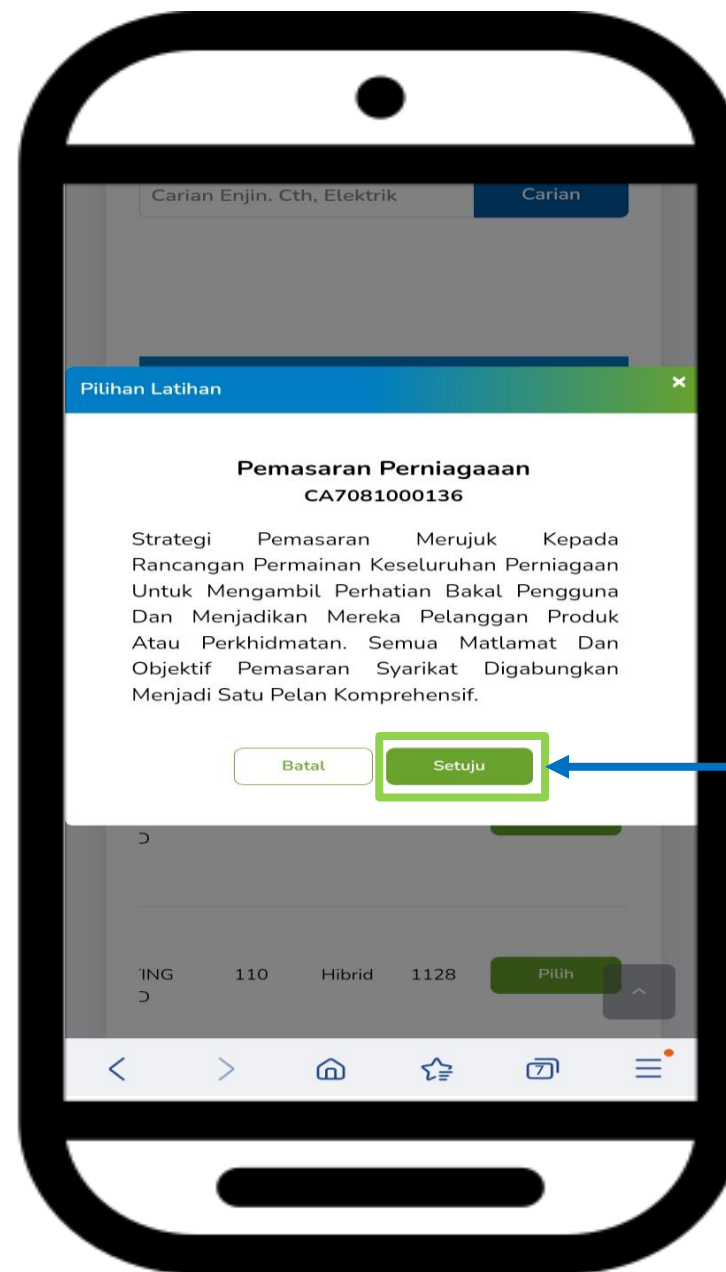 Carian Enjin. Cth, Elektrik Carian
Pilihan Latihan ×
Pemasaran Perniagaaan
CA7081000136
Strategi Pemasaran Merujuk Kepada
Rancangan Permainan Keseluruhan Perniagaan
Untuk Mengambil Perhatian Bakal Pengguna
Dan Menjadikan Mereka Pelanggan Produk
Atau Perkhidmatan. Semua Matlamat Dan
Objektif Pemasaran Syarikat Digabungkan
Menjadi Satu Pelan Komprehensif.
Batal Setuju
D
ING 110 Hibrid 1128 Pilih
D
7